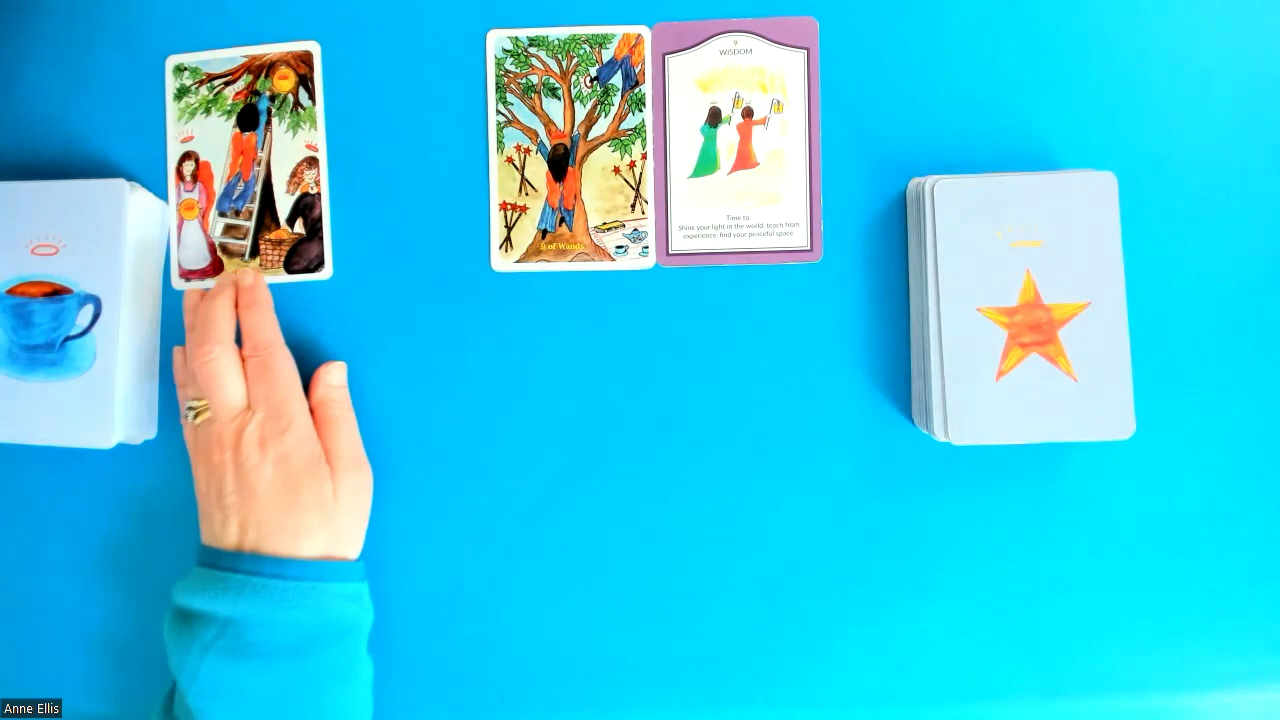 9 of Wands
9
WISDOM
Time to:
Shine your light in the world, teach from
experience, find your peaceful space
Anne Ellis